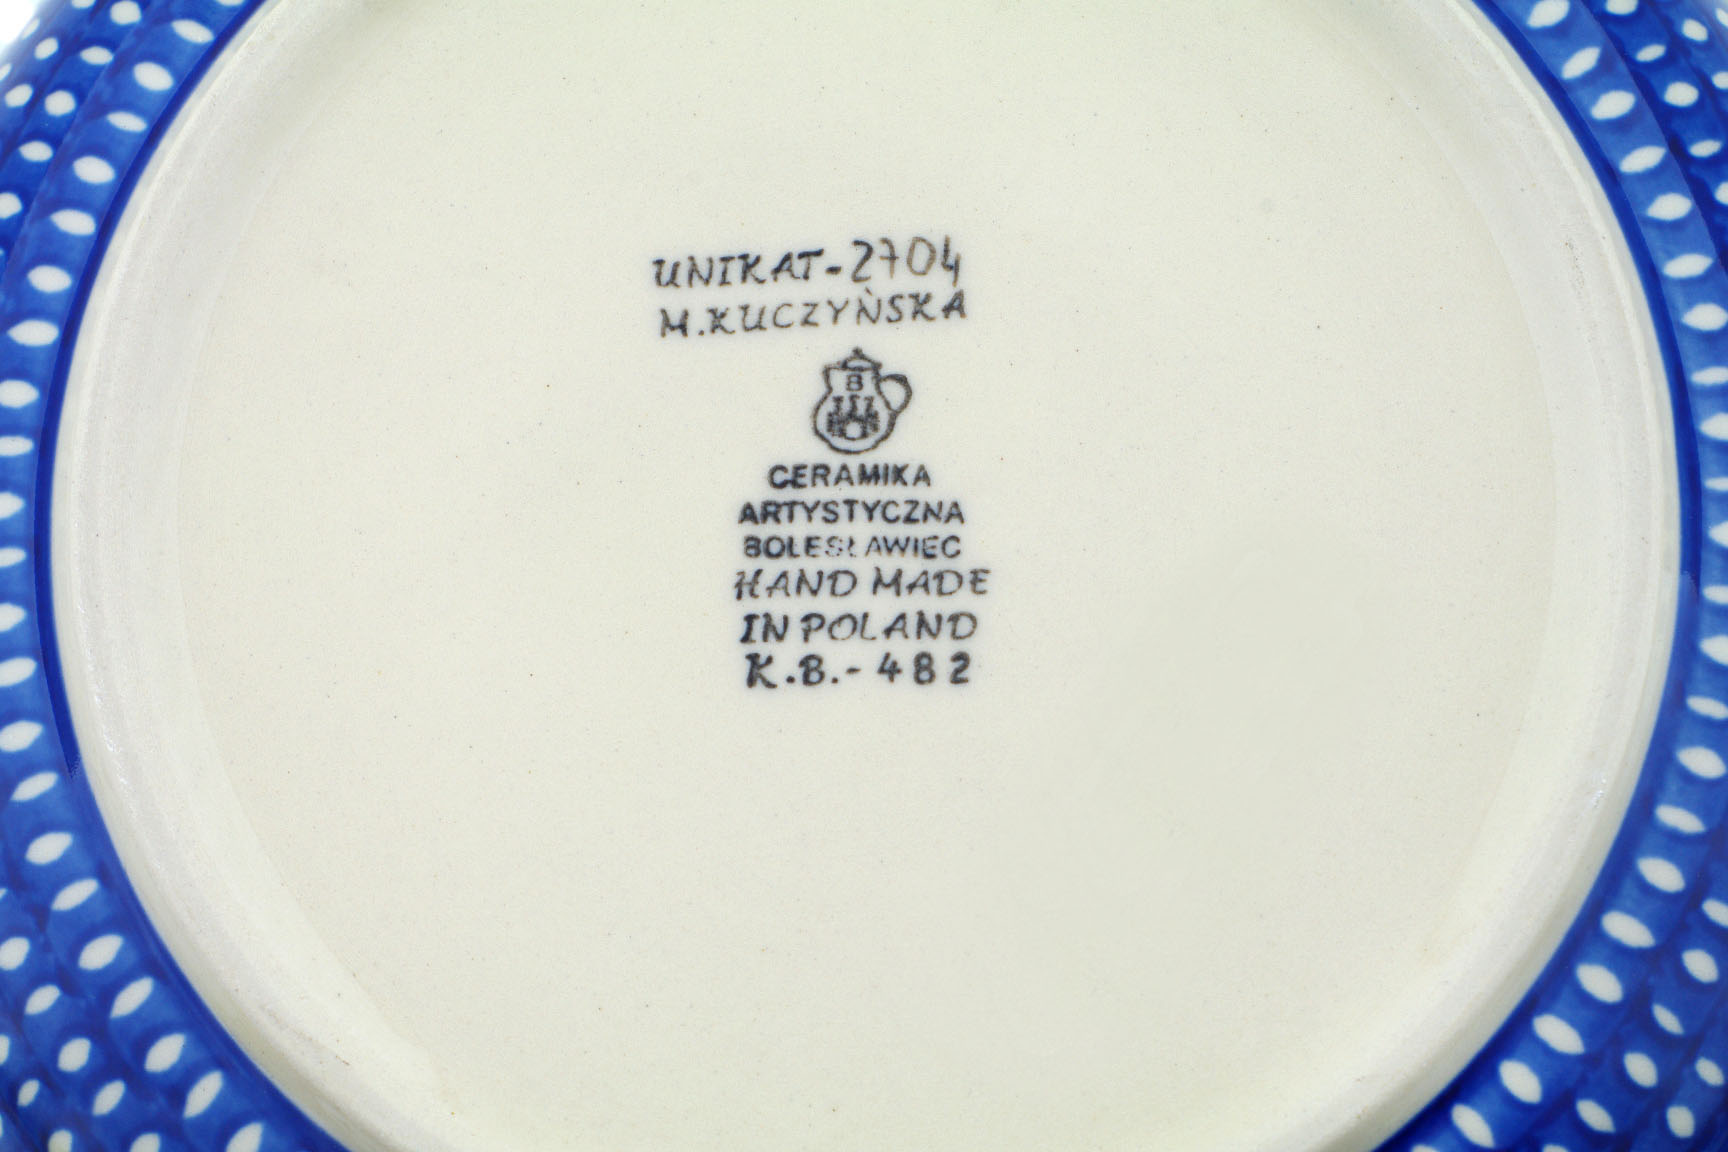 UNIKAT-2704
M.KUCZYŃSKA
B
CERAMIKA
ARTYSTYCZNA
BOLESŁAWIEC
HAND MADE
IN POLAND
K.B.-482